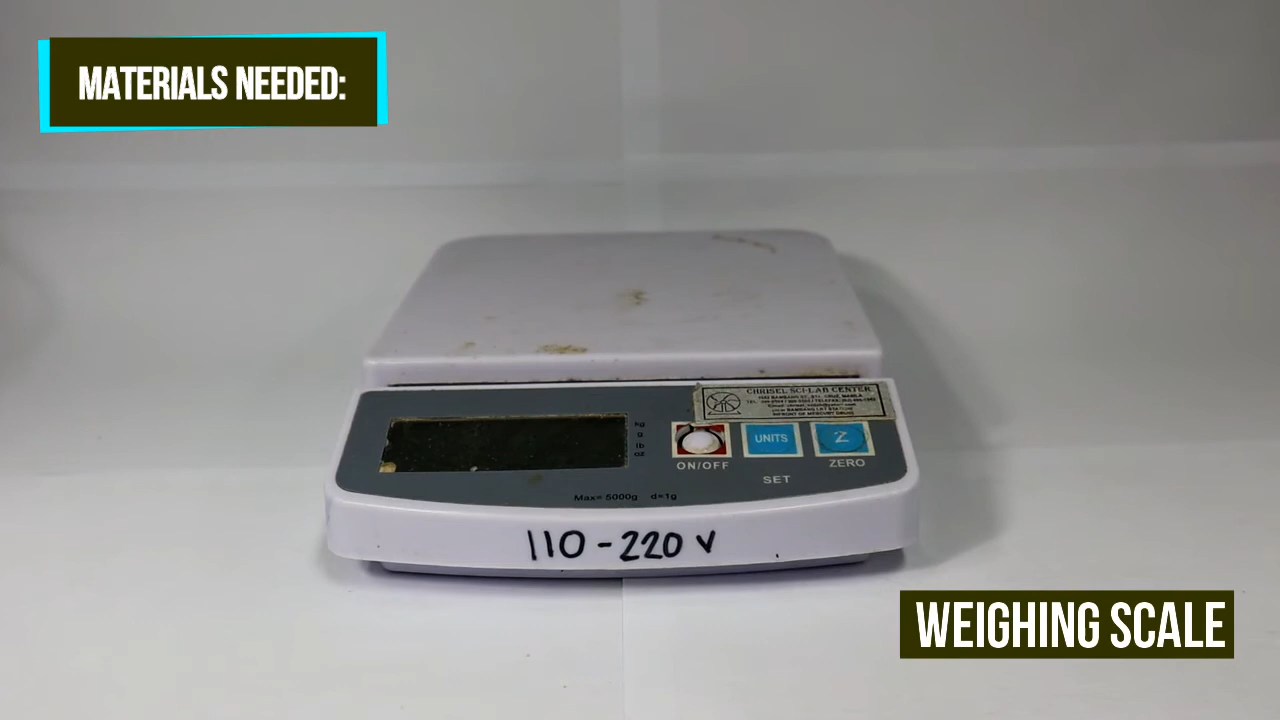 MATERIALS NEEDED:
kg
g
lb
oz
CHRISEL SCI-LAB CENTER
ON/OFF
UNITS
SET
Z
ZERO
Max= 5000g d=1g
110-220 V
WEIGHING SCALE